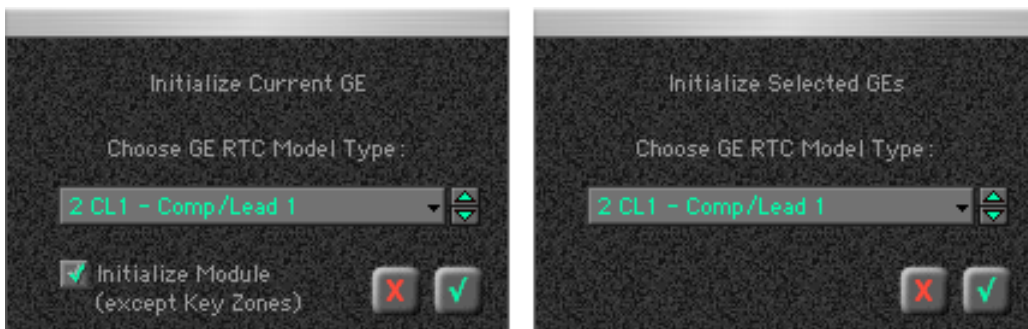 Initialize Current GE
Choose GE RTC Model Type:
2 CL1 - Comp/Lead 1
Initialize Module
(except Key Zones)
Initialize Selected GEs
Choose GE RTC Model Type:
2 CL1 - Comp/Lead 1